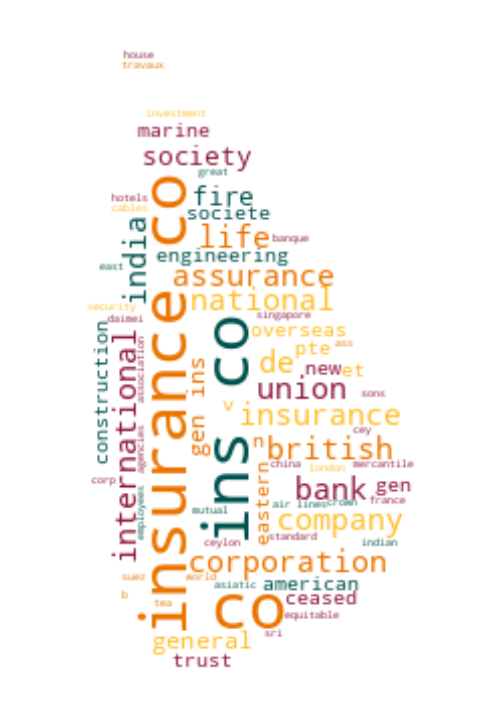 house
travaux
investment
marine
society
great
hotels
fire
cables
societe
co
india
life
banque
engineering
east
assurance
national
security
daimei
singapore
construction
international
association
insurance
co
overseas
ass
pte
de
new
et
union
sons
gen ins
v
insurance
cey
n
british
agencies
china
london
mercantile
corp
ins
bank
gen
employees
eastern
air lines
crown
france
mutual
company
ceylon
standard
indian
corporation
suez
world
asiatic
american
b
tea
co
ceased
equitable
general
sri
trust